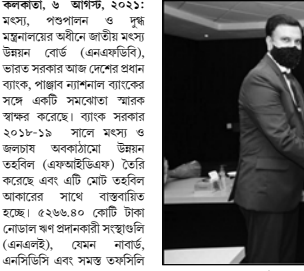 কলকাতা, ৬ আগস্ট, ২০২১:
মৎস্য, পশুপালন ও দুগ্ধ
মন্ত্রনালয়ের অধীনে জাতীয় মৎস্য
উন্নয়ন বোর্ড (এনএফডিবি),
ভারত সরকার আজ দেশের প্রধান
ব্যাংক, পাঞ্জাব ন্যাশনাল ব্যাংকের
সঙ্গে একটি সমঝোতা স্মারক
স্বাক্ষর করেছে। ব্যাংক সরকার
২০১৮-১৯ সালে মৎস্য ও
জলচাষ অবকাঠামো উন্নয়ন
তহবিল (এফআইডিএফ) তৈরি
করেছে এবং এটি মোট তহবিল
আকারের সাথে বাস্তবায়িত
হচ্ছে। ৫২৬৬.৪০ কোটি টাকা
নোডাল ঋণ প্রদানকারী সংস্থাগুলি
(এনএলই), যেমন নাবার্ড,
এনসিডিসি এবং সমস্ত তফসিলি